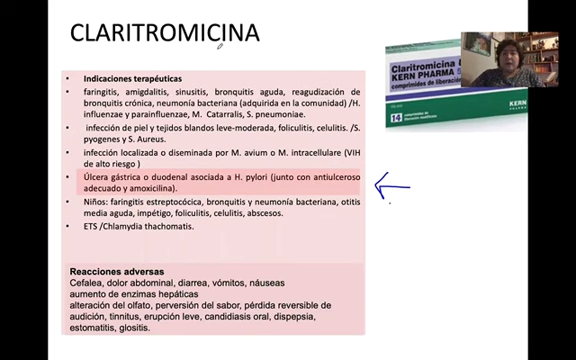 CLARITROMICINA
• Indicaciones terapéuticas
• faringitis, amigdalitis, sinusitis, bronquitis aguda, reagudización de
bronquitis crónica, neumonía bacteriana (adquirida en la comunidad) /H.
influenzae y parainfluenzae, M. Catarralis, S. pneumoniae.
• infección de piel y tejidos blandos leve-moderada, foliculitis, celulitis. /S.
pyogenes y S. Aureus.
• infección localizada o diseminada por M. avium o M. intracellulare (VIH
de alto riesgo )
• Úlcera gástrica o duodenal asociada a H. pylori (junto con antiulceroso
adecuado y amoxicilina).
• Niños: faringitis estreptocócica, bronquitis y neumonía bacteriana, otitis
media aguda, impétigo, foliculitis, celulitis, abscesos.
• ETS /Chlamydia thachomatis.
Reacciones adversas
Cefalea, dolor abdominal, diarrea, vómitos, náuseas
aumento de enzimas hepáticas
alteración del olfato, perversión del sabor, pérdida reversible de
audición, tinnitus, erupción leve, candidiasis oral, dispepsia,
estomatitis, glositis.
Claritromicina
KERN PHARMA
comprimidos de liberación
14
KERN